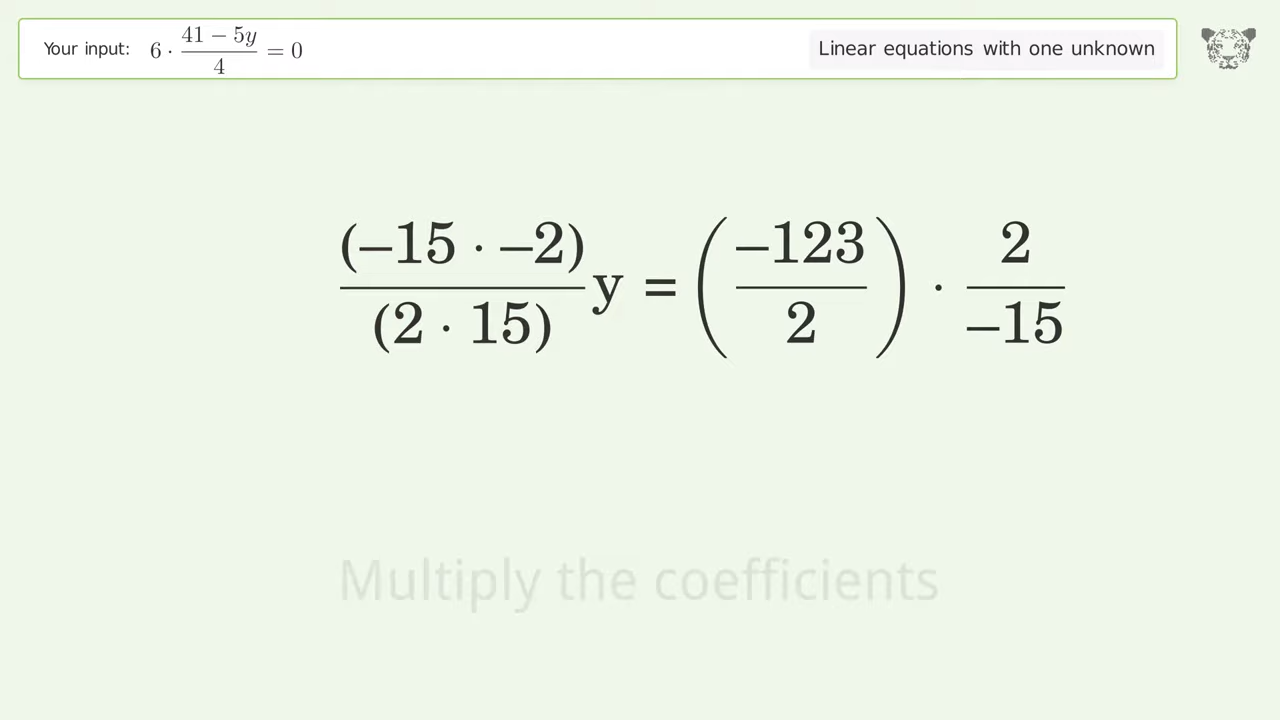 Your input: 6 · (41 − 5y)/4 = 0
Linear equations with one unknown
(−15 · −2)/(2 · 15) y = (−123/2) · 2/−15
Multiply the coefficients